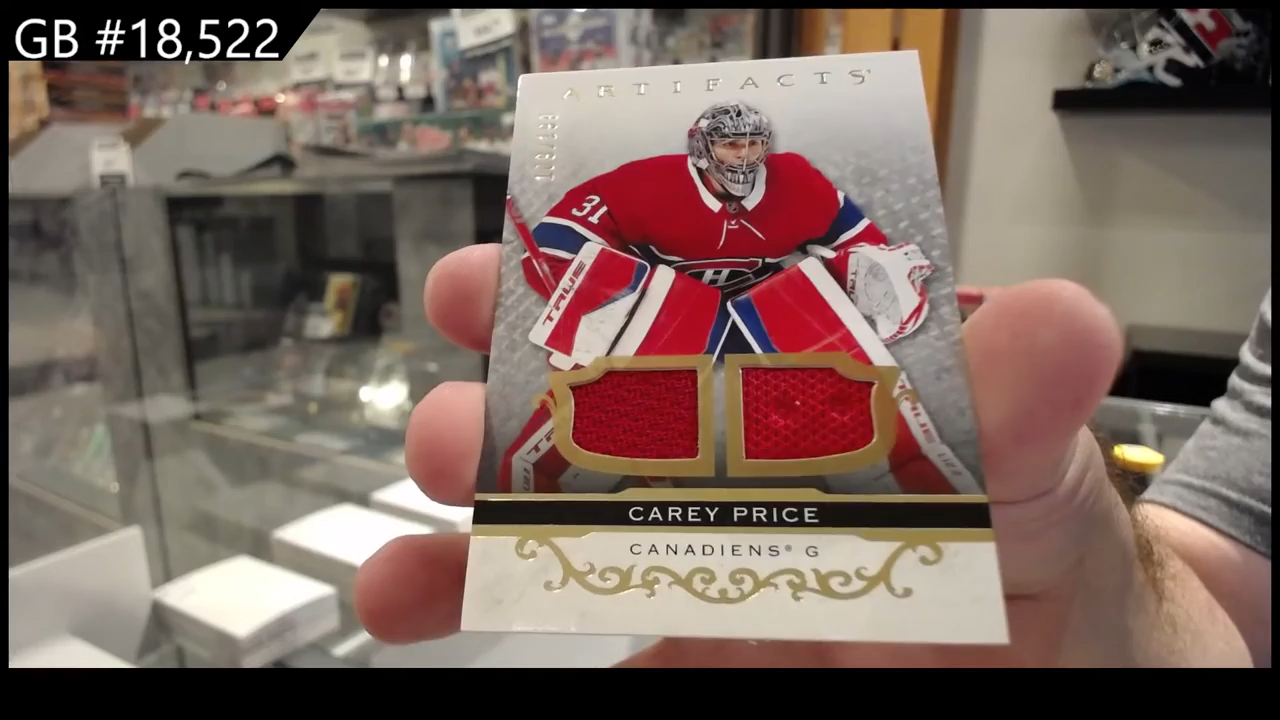 GB #18,522
ARTIFACTS
31
TRUE
CAREY PRICE
CANADIENS® G